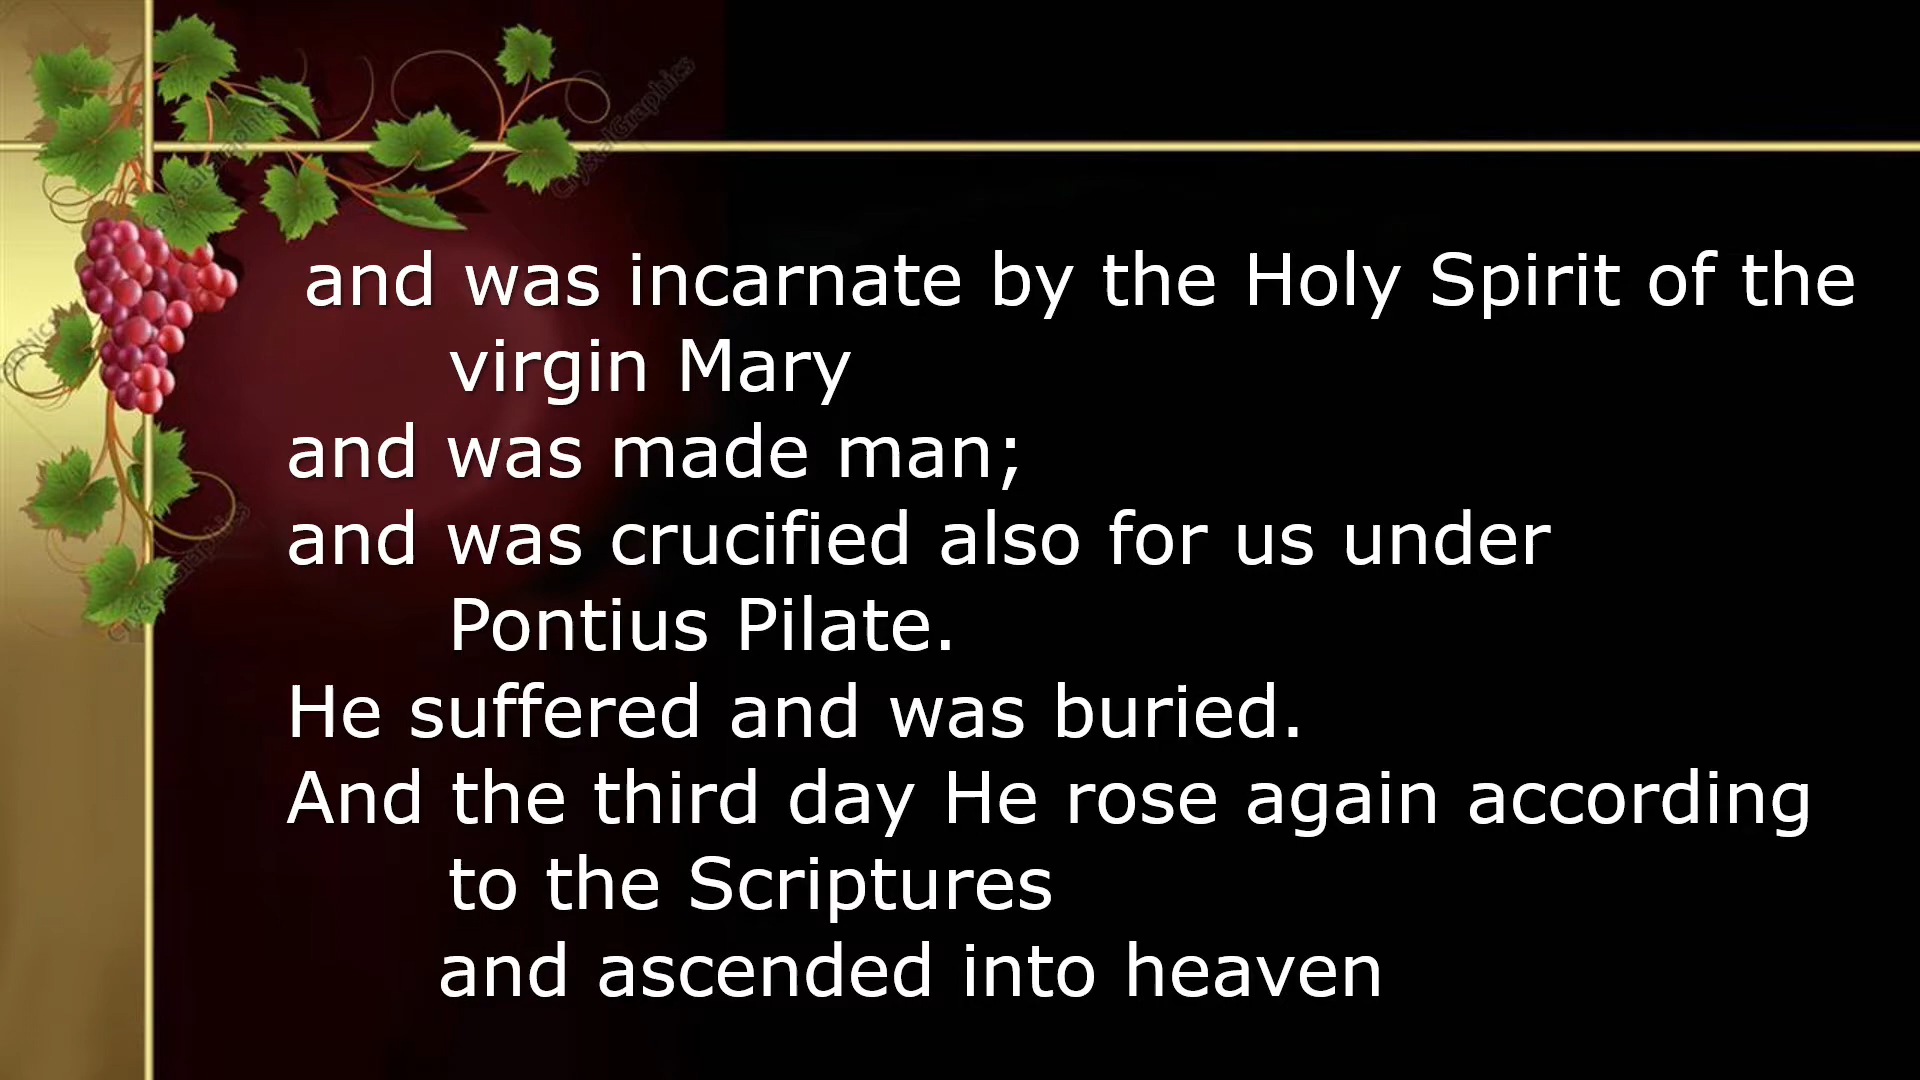 and was incarnate by the Holy Spirit of the
virgin Mary
and was made man;
and was crucified also for us under
Pontius Pilate.
He suffered and was buried.
And the third day He rose again according
to the Scriptures
and ascended into heaven
CrystalGraphics